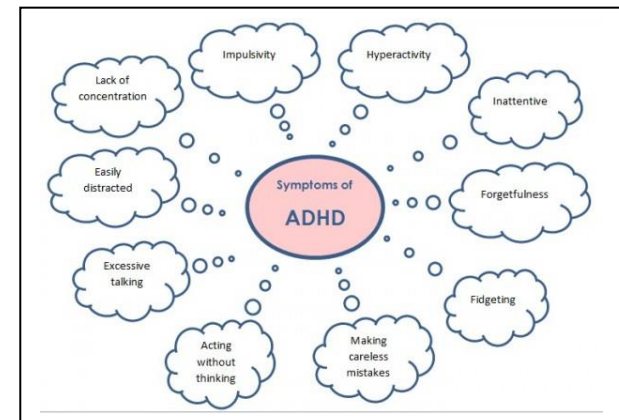 Symptoms of
ADHD
Impulsivity
Hyperactivity
Inattentive
Forgetfulness
Fidgeting
Making
careless
mistakes
Acting
without
thinking
Excessive
talking
Easily
distracted
Lack of
concentration